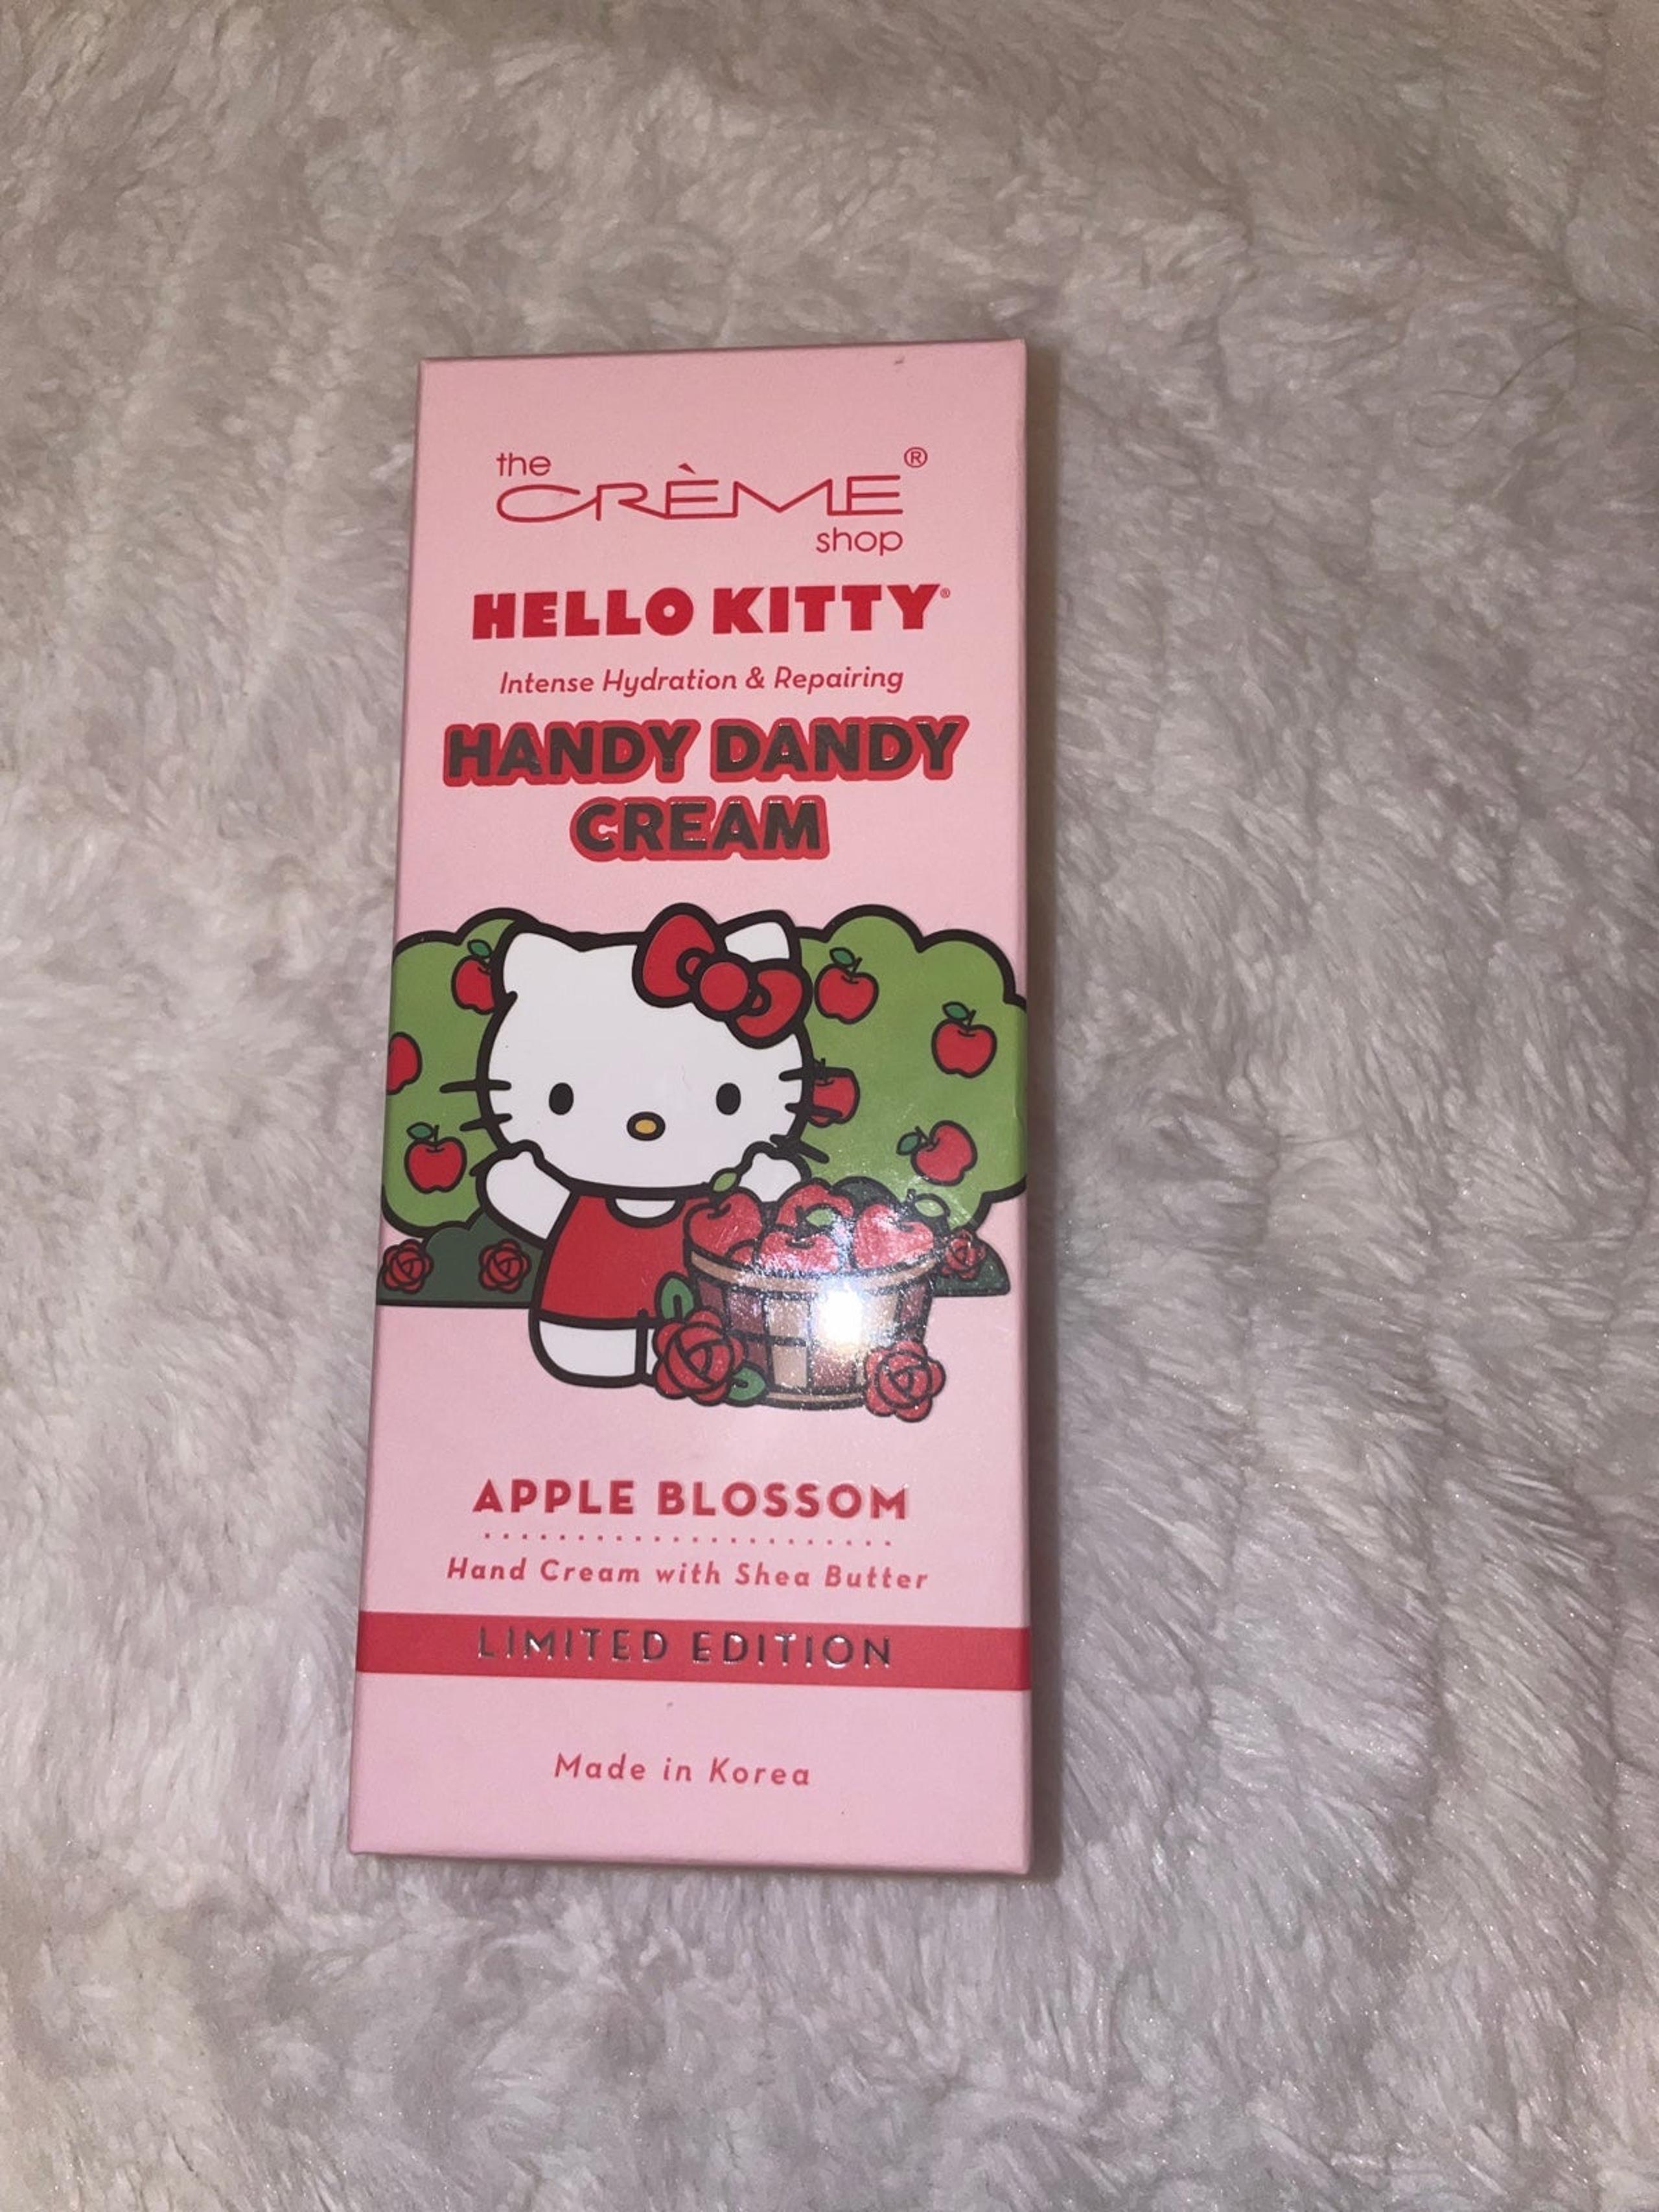 the
CRÈME®
shop
HELLO KITTY®
Intense Hydration & Repairing
HANDY DANDY
CREAM
APPLE BLOSSOM
Hand Cream with Shea Butter
LIMITED EDITION
Made in Korea